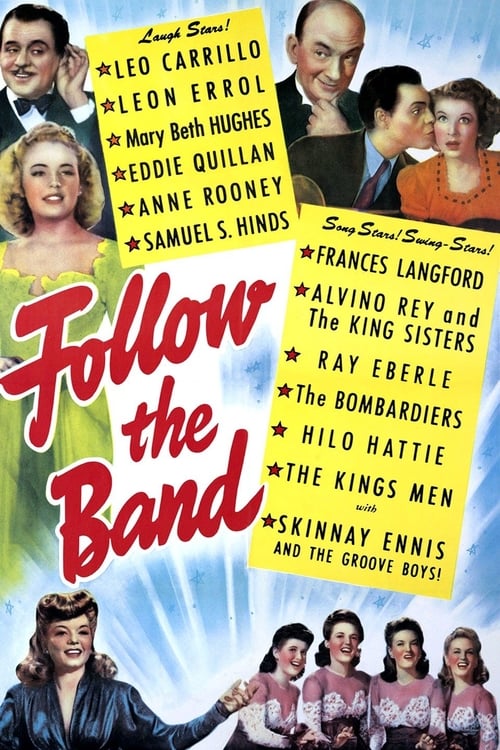 Laugh Stars!
LEO CARRILLO
LEON ERROL
Mary Beth HUGHES
EDDIE QUILLAN
ANNE ROONEY
SAMUEL S. HINDS
Song Stars! Swing-Stars!
FRANCES LANGFORD
ALVINO REY and
The KING SISTERS
RAY EBERLE
The BOMBARDIERS
HILO HATTIE
THE KINGS MEN
with
SKINNAY ENNIS
AND THE GROOVE BOYS!
Follow
the
Band